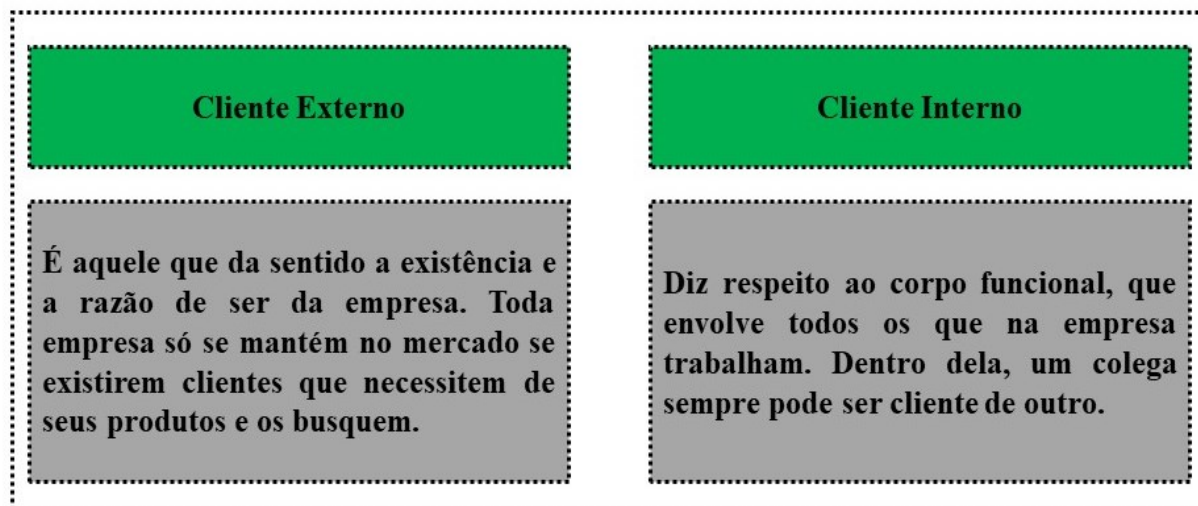 Cliente Externo
É aquele que da sentido a existência e
a razão de ser da empresa. Toda
empresa só se mantém no mercado se
existirem clientes que necessitem de
seus produtos e os busquem.
Cliente Interno
Diz respeito ao corpo funcional, que
envolve todos os que na empresa
trabalham. Dentro dela, um colega
sempre pode ser cliente de outro.